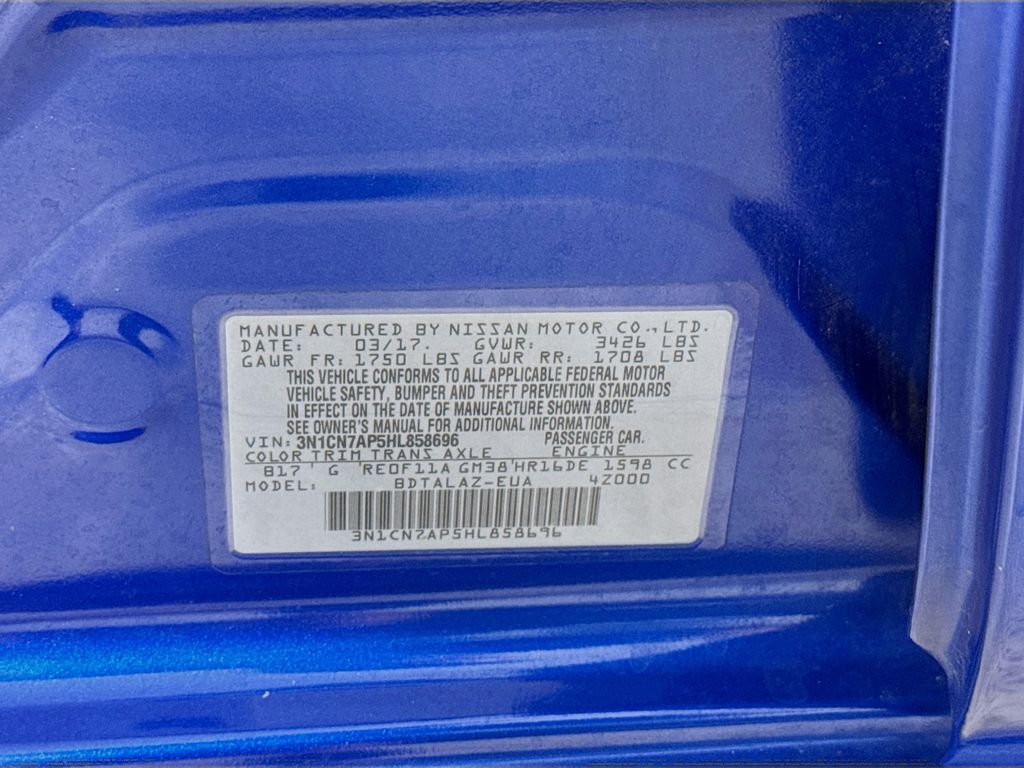 MANUFACTURED BY NISSAN MOTOR CO.,LTD.
DATE: 03/17. GVWR: 3426 LBS
GAWR FR: 1750 LBS GAWR RR: 1708 LBS
THIS VEHICLE CONFORMS TO ALL APPLICABLE FEDERAL MOTOR
VEHICLE SAFETY, BUMPER AND THEFT PREVENTION STANDARDS
IN EFFECT ON THE DATE OF MANUFACTURE SHOWN ABOVE.
SEE OWNER'S MANUAL FOR ADDITIONAL INFORMATION.
VIN: 3N1CN7AP5HL858696 PASSENGER CAR.
COLOR TRIM TRANS AXLE ENGINE
B17 G RE0F11A GM38 HR16DE 1598 CC
MODEL: BDTALAZ-EUA 4Z000
3N1CN7AP5HL858696